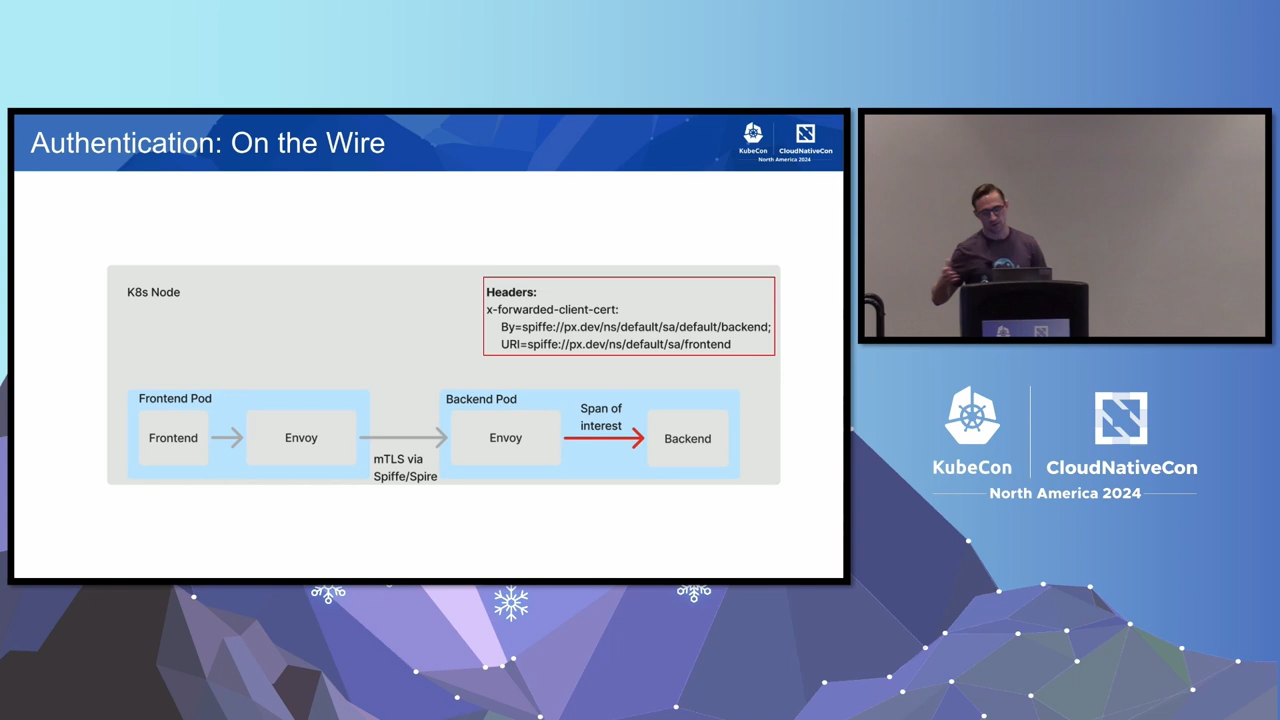 Authentication: On the Wire
KubeCon
CloudNativeCon
North America 2024
K8s Node
Headers:
x-forwarded-client-cert:
By=spiffe://px.dev/ns/default/sa/default/backend;
URI=spiffe://px.dev/ns/default/sa/frontend
Frontend Pod
Frontend
Envoy
mTLS via
Spiffe/Spire
Backend Pod
Envoy
Span of
interest
Backend
KubeCon
CloudNativeCon
North America 2024